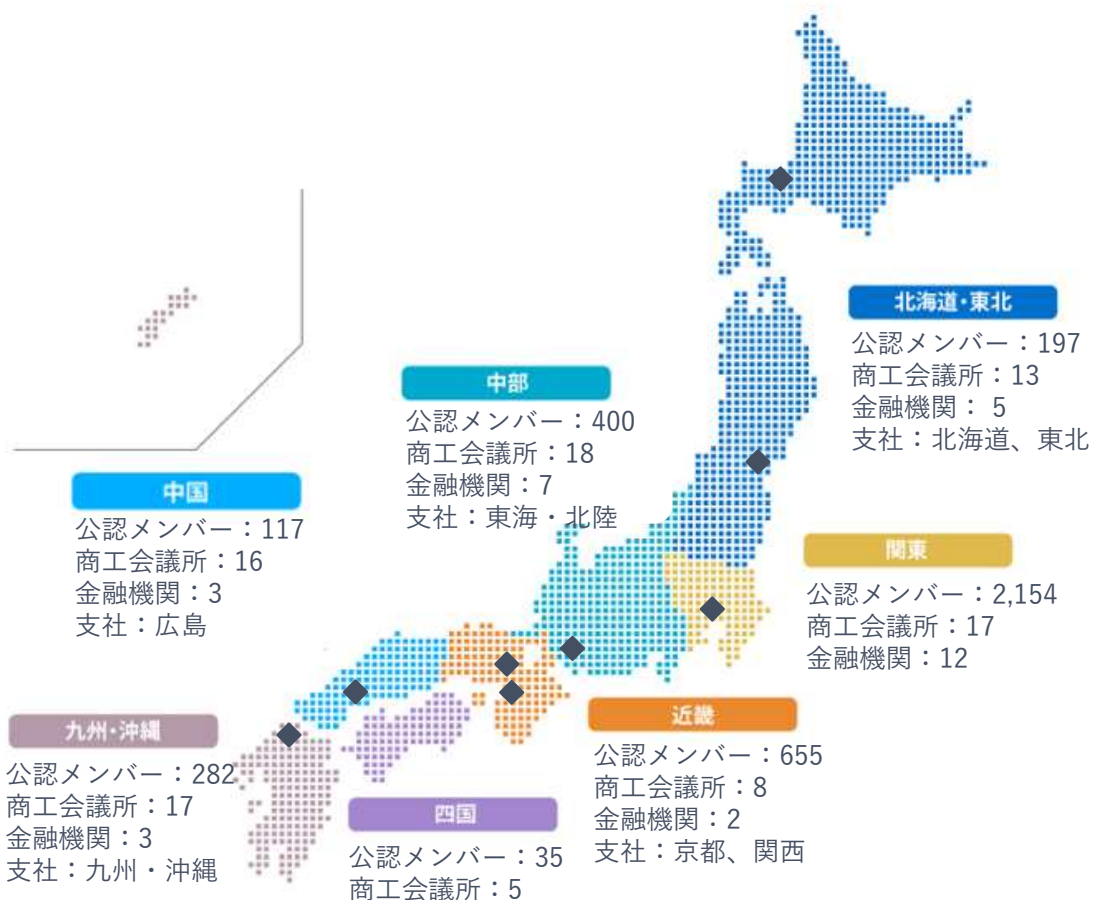 北海道・東北
公認メンバー：197
商工会議所：13
金融機関： 5
支社：北海道、東北
中部
公認メンバー：400
商工会議所：18
金融機関：7
支社：東海・北陸
中国
公認メンバー：117
商工会議所：16
金融機関：3
支社：広島
関東
公認メンバー：2,154
商工会議所：17
金融機関：12
近畿
公認メンバー：655
商工会議所：8
金融機関：2
支社：京都、関西
九州・沖縄
公認メンバー：282
商工会議所：17
金融機関：3
支社：九州・沖縄
四国
公認メンバー：35
商工会議所：5